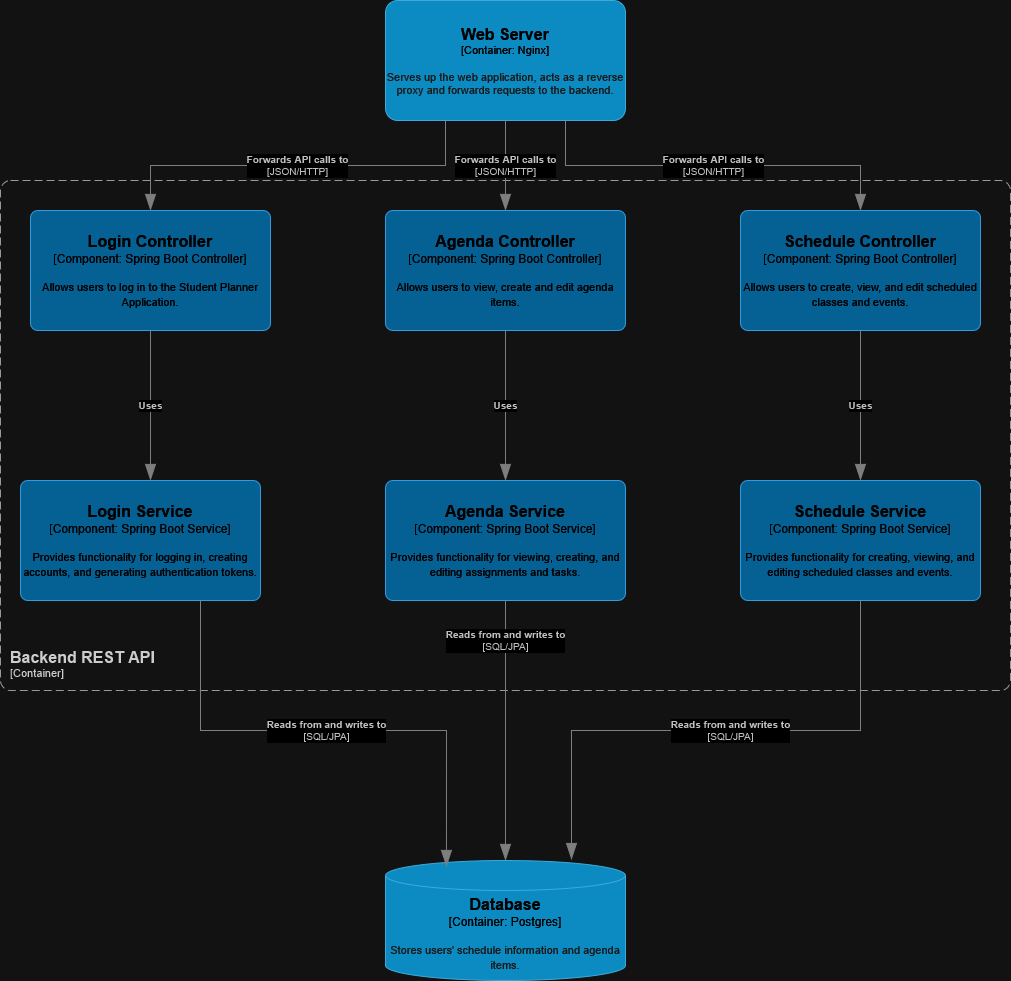 Web Server
[Container: Nginx]
Serves up the web application, acts as a reverse
proxy and forwards requests to the backend.
Forwards API calls to
[JSON/HTTP]
Forwards API calls to
[JSON/HTTP]
Forwards API calls to
[JSON/HTTP]
Login Controller
[Component: Spring Boot Controller]
Allows users to log in to the Student Planner
Application.
Agenda Controller
[Component: Spring Boot Controller]
Allows users to view, create and edit agenda
items.
Schedule Controller
[Component: Spring Boot Controller]
Allows users to create, view, and edit scheduled
classes and events.
Uses
Uses
Uses
Login Service
[Component: Spring Boot Service]
Provides functionality for logging in, creating
accounts, and generating authentication tokens.
Agenda Service
[Component: Spring Boot Service]
Provides functionality for viewing, creating, and
editing assignments and tasks.
Schedule Service
[Component: Spring Boot Service]
Provides functionality for creating, viewing, and
editing scheduled classes and events.
Reads from and writes to
[SQL/JPA]
Backend REST API
[Container]
Reads from and writes to
[SQL/JPA]
Reads from and writes to
[SQL/JPA]
Database
[Container: Postgres]
Stores users' schedule information and agenda
items.